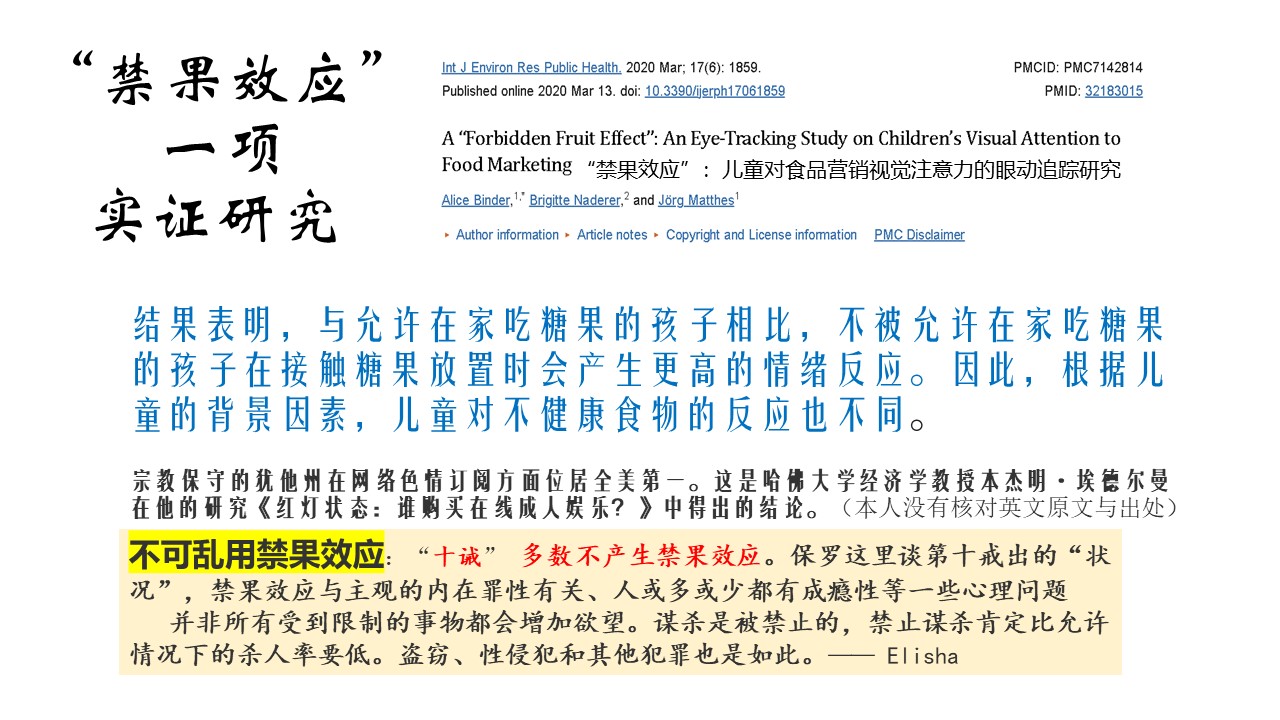 “禁果效应”
一项
实证研究
Int J Environ Res Public Health. 2020 Mar; 17(6): 1859.
PMCID: PMC7142814
Published online 2020 Mar 13. doi: 10.3390/ijerph17061859
PMID: 32183015
A “Forbidden Fruit Effect”: An Eye-Tracking Study on Children’s Visual Attention to
Food Marketing “禁果效应”：儿童对食品营销视觉注意力的眼动追踪研究
Alice Binder,1,* Brigitte Naderer,2 and Jörg Matthes1
▸ Author information ▸ Article notes ▸ Copyright and License information PMC Disclaimer
结果表明，与允许在家吃糖果的孩子相比，不被允许在家吃糖果
的孩子在接触糖果放置时会产生更高的情绪反应。因此，根据儿
童的背景因素，儿童对不健康食物的反应也不同。
宗教保守的犹他州在网络色情订阅方面位居全美第一。这是哈佛大学经济学教授本杰明·埃德尔曼
在他的研究《红灯状态：谁购买在线成人娱乐？》中得出的结论。（本人没有核对英文原文与出处）
不可乱用禁果效应：“十诫” 多数不产生禁果效应。保罗这里谈第十戒出的“状
况”，禁果效应与主观的内在罪性有关、人或多或少都有成瘾性等一些心理问题
并非所有受到限制的事物都会增加欲望。谋杀是被禁止的，禁止谋杀肯定比允许
情况下的杀人率要低。盗窃、性侵犯和其他犯罪也是如此。—— Elisha